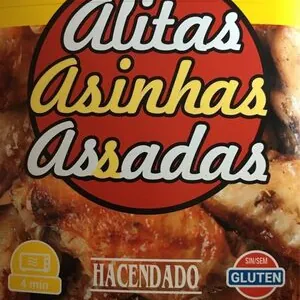 Alitas
Asinhas
Assadas
4 min
HACENDADO
SIN/SEM
GLUTEN